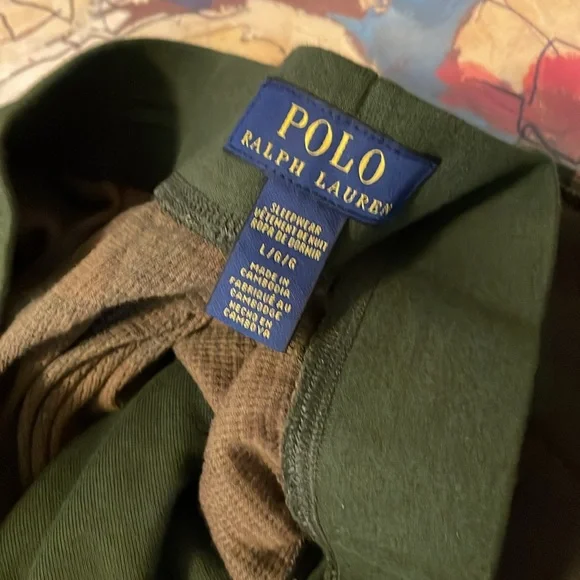 POLO
RALPH LAUREN
SLEEPWEAR
VÊTEMENT DE NUIT
ROPA DE DORMIR
L/G/G
MADE IN
CAMBODIA
FABRIQUÉ AU
CAMBODGE
HECHO EN
CAMBOYA